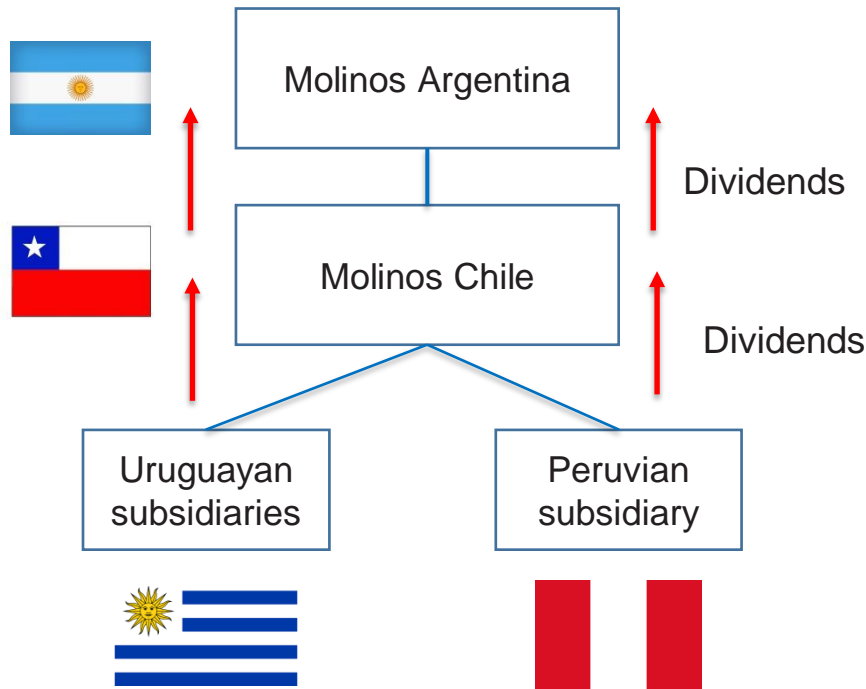 Molinos Argentina
Dividends
Molinos Chile
Dividends
Uruguayan
subsidiaries
Peruvian
subsidiary